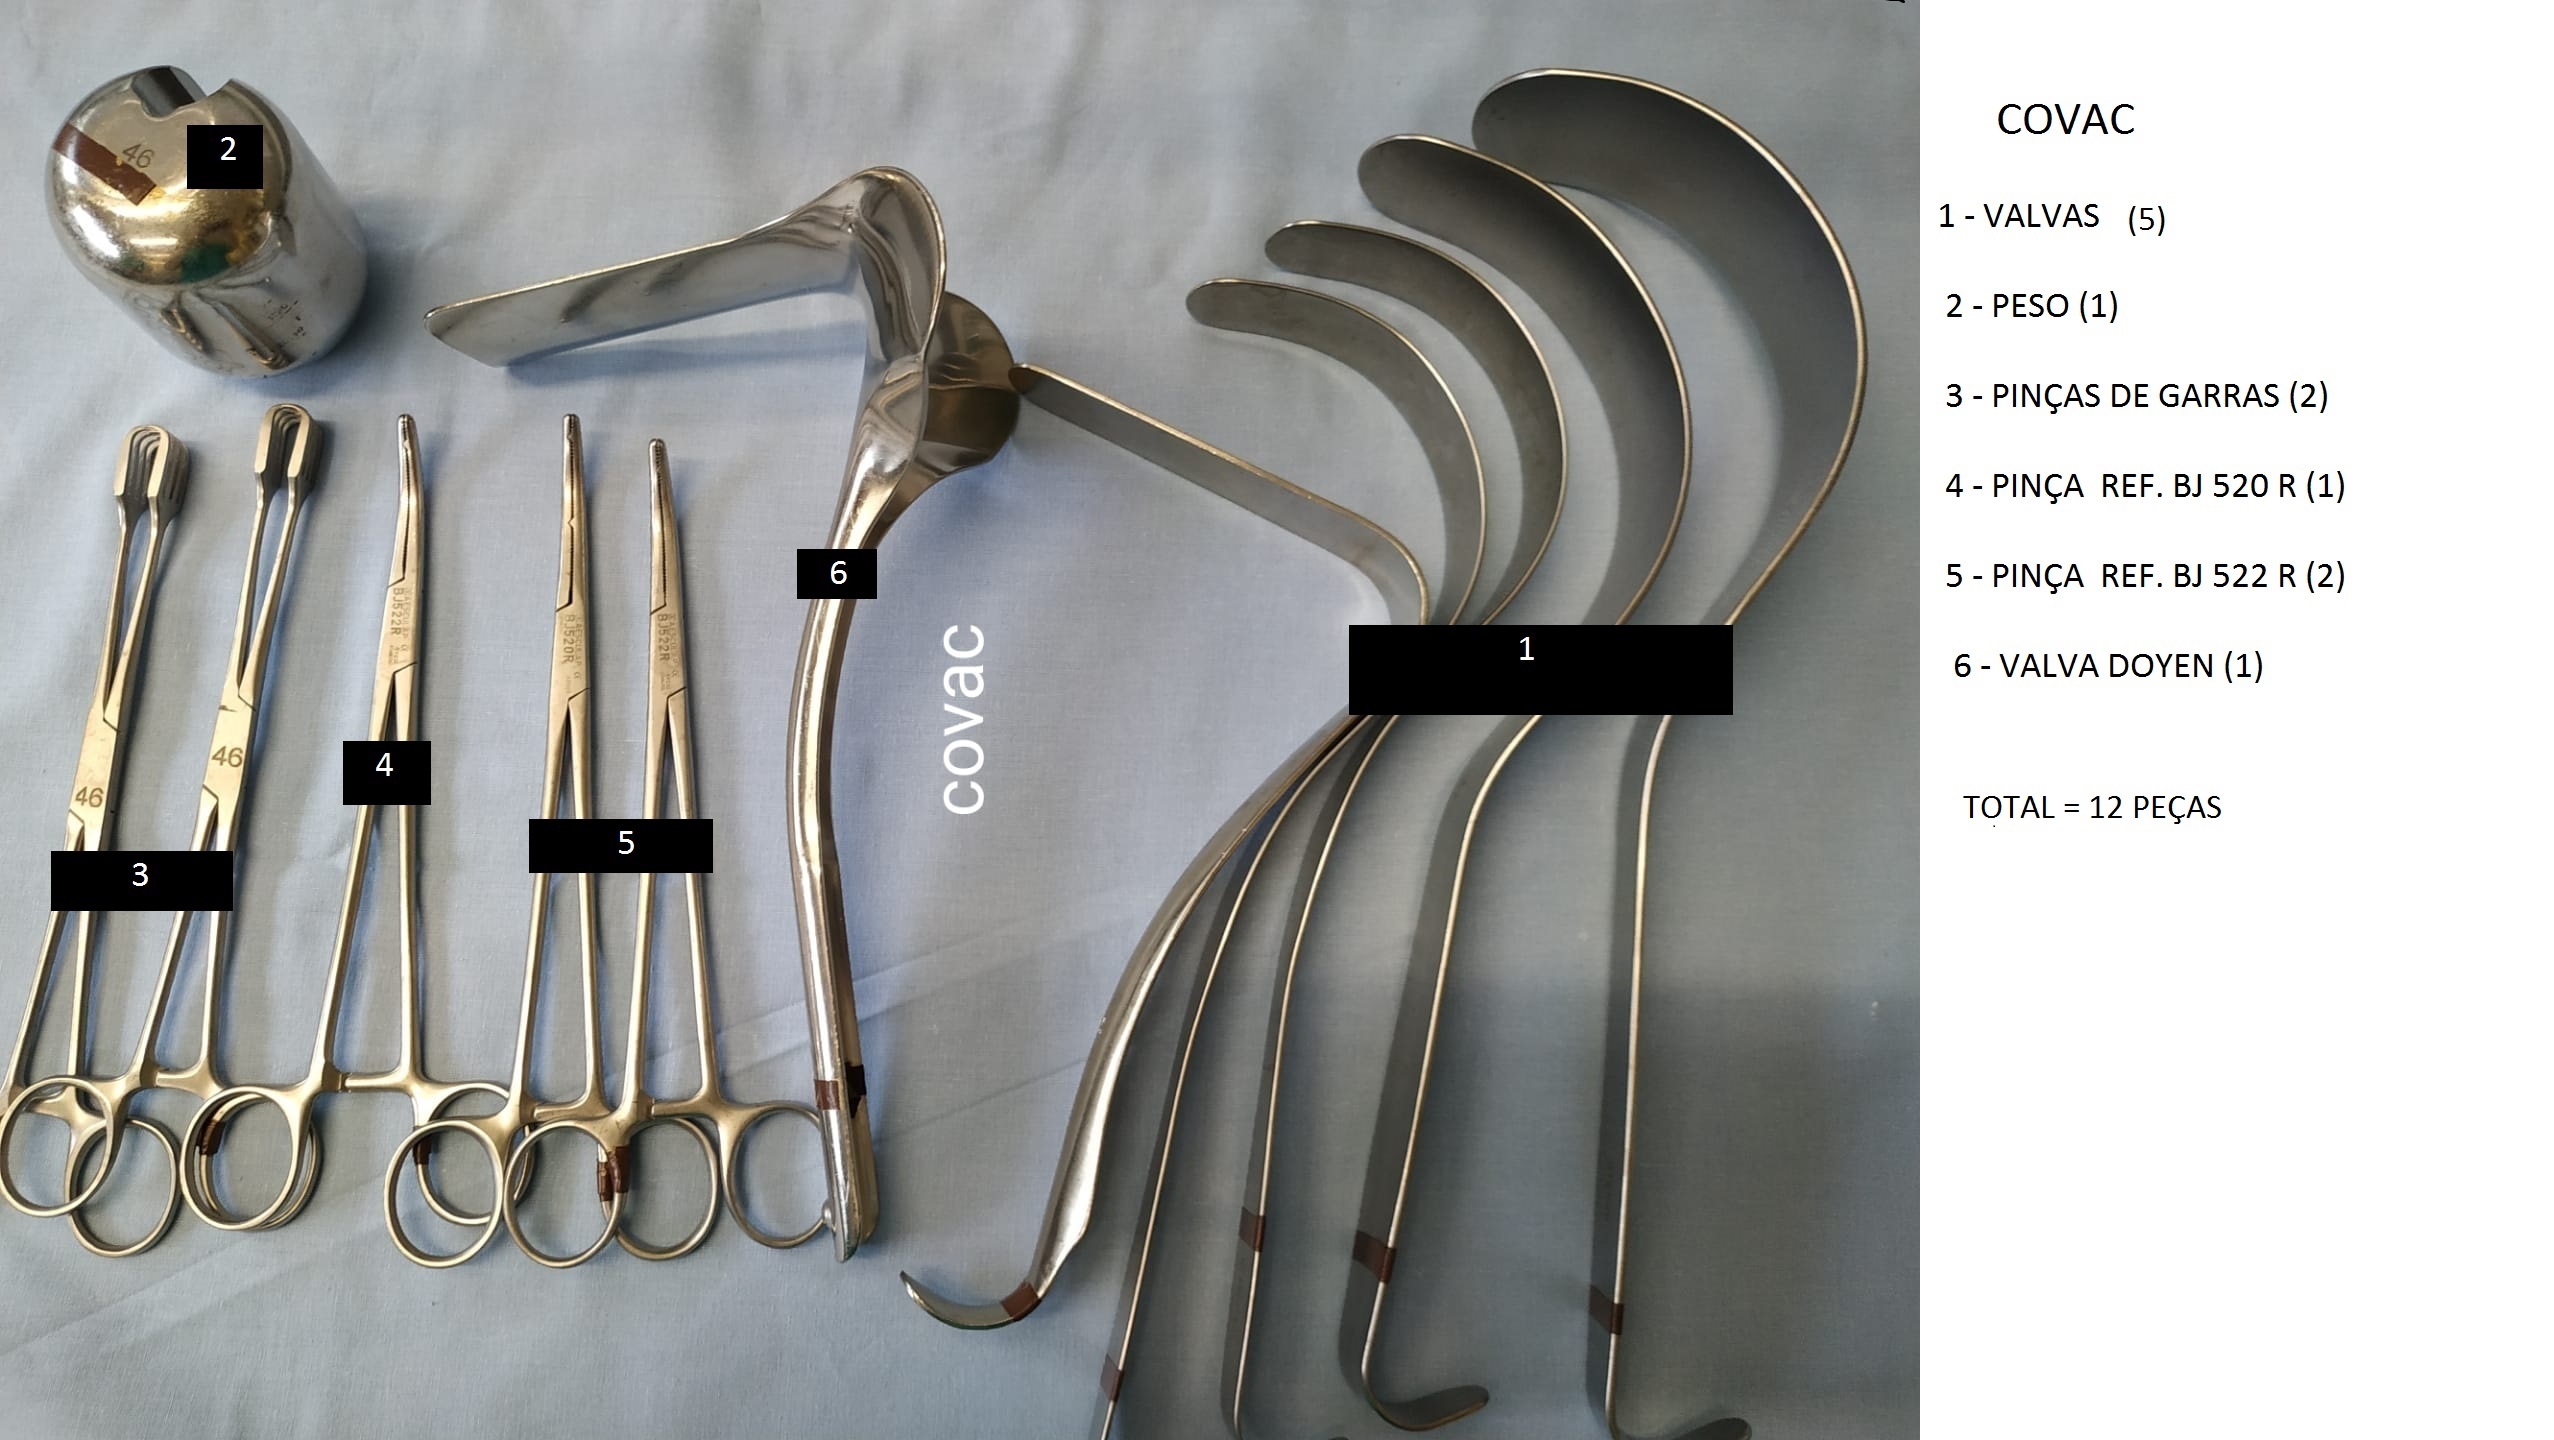 COVAC
1 - VALVAS (5)
2 - PESO (1)
3 - PINÇAS DE GARRAS (2)
4 - PINÇA REF. BJ 520 R (1)
5 - PINÇA REF. BJ 522 R (2)
6 - VALVA DOYEN (1)
TOTAL = 12 PEÇAS
46
2
BJ522R
BJ520R
BJ522R
6
covac
1
46
46
4
5
3